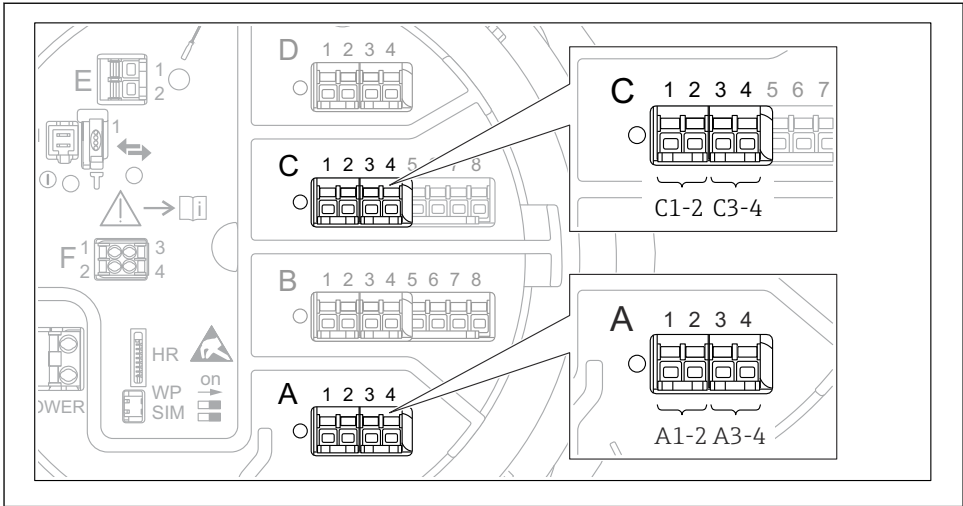 D 1 2 3 4
E 1
2
1
C 1 2 3 4 5 6 7 8
i
F 1 3
2 4
B 1 2 3 4 5 6 7 8
HR
WP on
SIM
OWER
A 1 2 3 4
C 1 2 3 4 5 6 7
C1-2 C3-4
A 1 2 3 4
A1-2 A3-4